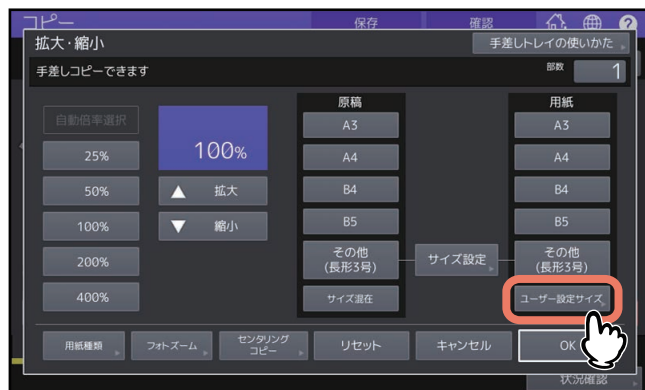 コピー
保存
確認
?
拡大・縮小
手差しトレイの使いかた
手差しコピーできます
部数
1
自動倍率選択
25%
50%
100%
200%
400%
100%
拡大
縮小
原稿
A3
A4
B4
B5
その他
(長形3号)
サイズ混在
サイズ設定
用紙
A3
A4
B4
B5
その他
(長形3号)
ユーザー設定サイズ
用紙種類
フォトズーム
センタリング
コピー
リセット
キャンセル
OK
状況確認